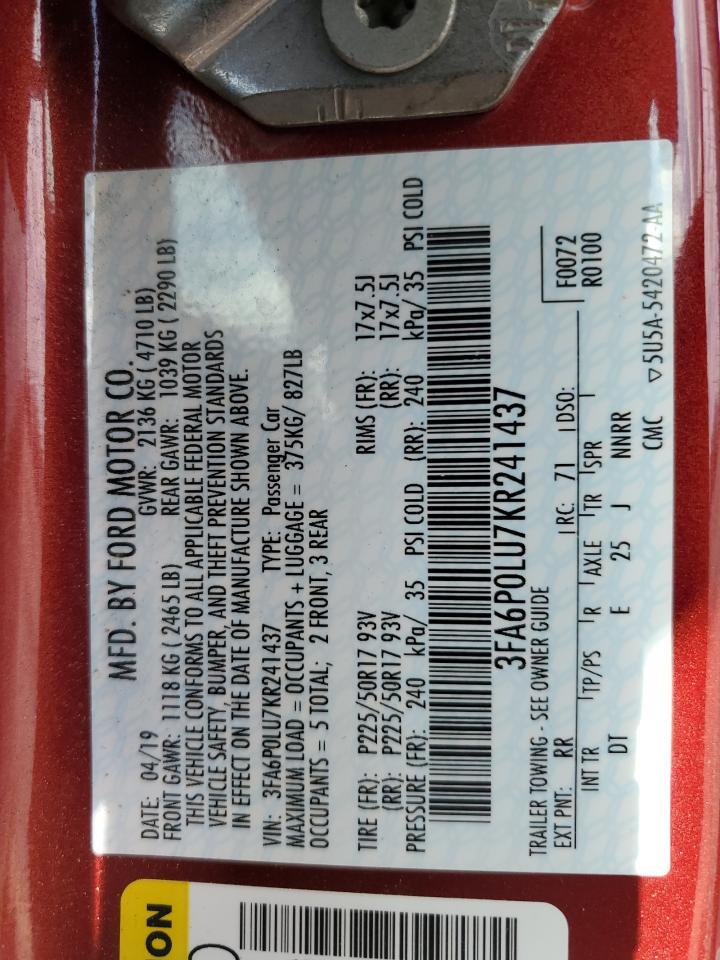 MFD. BY FORD MOTOR CO.
DATE: 04/19 GVWR: 2136 KG ( 4710 LB)
FRONT GAWR: 1118 KG ( 2465 LB) REAR GAWR: 1039 KG ( 2290 LB)
THIS VEHICLE CONFORMS TO ALL APPLICABLE FEDERAL MOTOR
VEHICLE SAFETY, BUMPER, AND THEFT PREVENTION STANDARDS
IN EFFECT ON THE DATE OF MANUFACTURE SHOWN ABOVE.
VIN: 3FA6P0LU7KR241437 TYPE: Passenger Car
MAXIMUM LOAD = OCCUPANTS + LUGGAGE = 375KG/ 827LB
OCCUPANTS = 5 TOTAL; 2 FRONT, 3 REAR
TIRE (FR): P225/50R17 93V RIMS (FR): 17x7.5J
(RR): P225/50R17 93V (RR): 17x7.5J
PRESSURE (FR): 240 kPa/ 35 PSI COLD (RR): 240 kPa/ 35 PSI COLD
3FA6P0LU7KR241437
TRAILER TOWING - SEE OWNER GUIDE
EXT PNT: RR RC: 71 DSO: F0072
R0100
INT TR TP/PS R AXLE TR SPR
DT E 25 J NNRR
CMC ▽5U5A-5420472-AA
ON